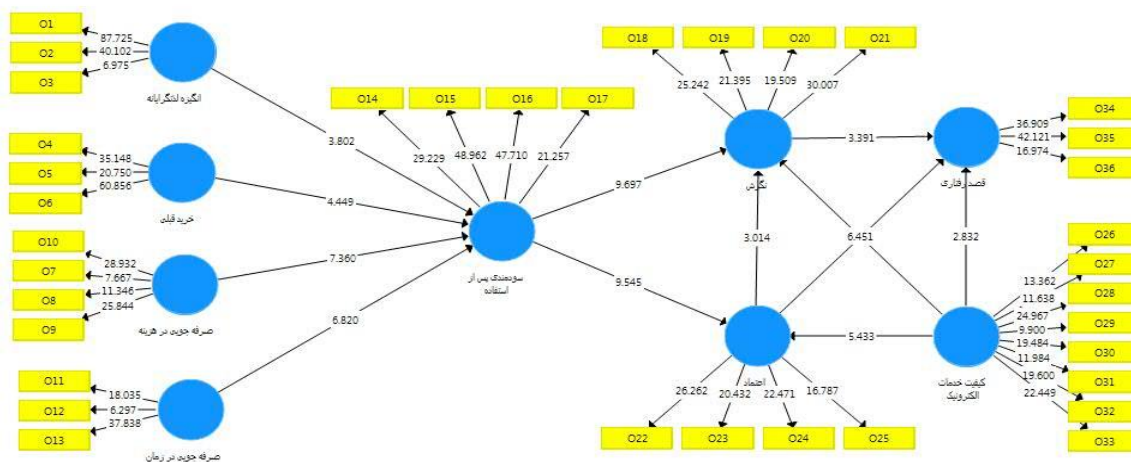 O1
O2
O3
87.725
40.102
6.975
انگیزه لذتگرایانه
3.802
O4
O5
O6
35.148
20.750
60.856
خرید قبلی
4.449
O10
O7
O8
O9
28.932
7.667
11.346
25.844
صرفه جویی در هزینه
7.360
O11
O12
O13
18.035
6.297
37.838
صرفه جویی در زمان
6.820
O14
O15
O16
O17
29.229
48.962
47.710
21.257
سودمندی پس از
استفاده
9.697
9.545
O18
O19
O20
O21
25.242
21.395
19.509
30.007
نگرش
3.391
3.014
6.451
2.832
5.433
O34
O35
O36
36.909
42.121
16.974
قصد رفتاری
اعتماد
26.262
20.432
22.471
16.787
O22
O23
O24
O25
O26
O27
O28
O29
O30
O31
O32
O33
13.362
11.638
24.967
9.900
19.484
11.984
19.600
22.449
کیفیت خدمات
الکترونیک